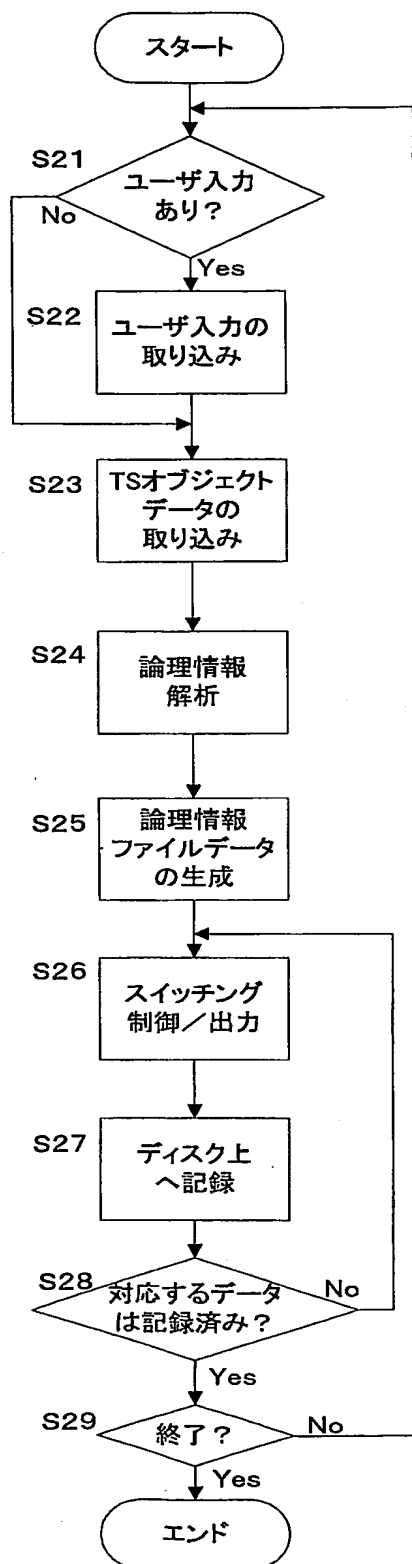 スタート
S21
ユーザ入力
あり？
No
Yes
S22
ユーザ入力の
取り込み
S23
TSオブジェクト
データの
取り込み
S24
論理情報
解析
S25
論理情報
ファイルデータ
の生成
S26
スイッチング
制御／出力
S27
ディスク上
へ記録
S28
対応するデータ
は記録済み？
No
Yes
S29
終了？
No
Yes
エンド